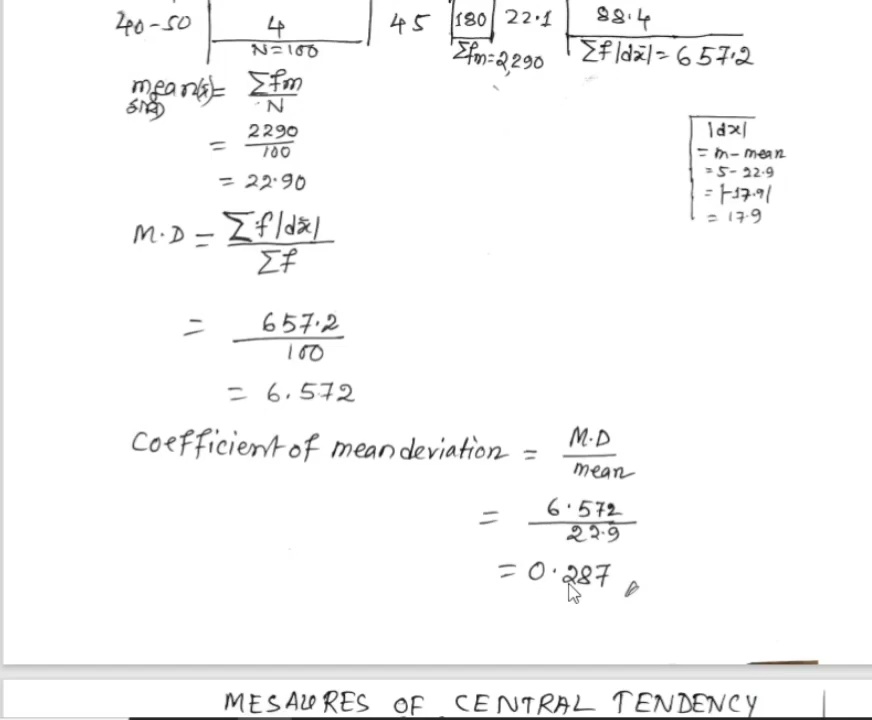 40-50 | 4 | 45 | 180 | 22.1 | 88.4
N=100 Σfm=2,290 Σf|dx̄|=657.2
mean(x̄)= Σfm / N
= 2290 / 100
= 22.90
|dx̄|
= m- mean
= 5- 22.9
= |-17.9|
= 17.9
M.D = Σf|dx̄| / Σf
= 657.2 / 100
= 6.572
Coefficient of mean deviation = M.D / mean
= 6.572 / 22.9
= 0.287
MESAURES OF CENTRAL TENDENCY